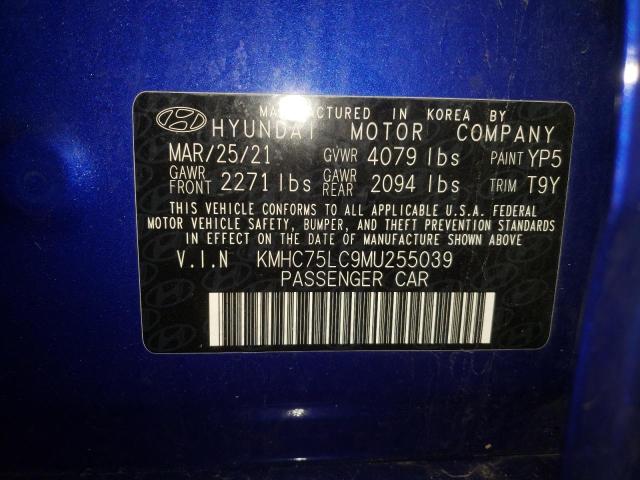 MANUFACTURED IN KOREA BY
HYUNDAI MOTOR COMPANY
MAR/25/21 GVWR 4079 lbs PAINT YP5
GAWR FRONT 2271 lbs GAWR REAR 2094 lbs TRIM T9Y
THIS VEHICLE CONFORMS TO ALL APPLICABLE U.S.A. FEDERAL
MOTOR VEHICLE SAFETY, BUMPER, AND THEFT PREVENTION STANDARDS
IN EFFECT ON THE DATE OF MANUFACTURE SHOWN ABOVE
V.I.N KMHC75LC9MU255039
PASSENGER CAR